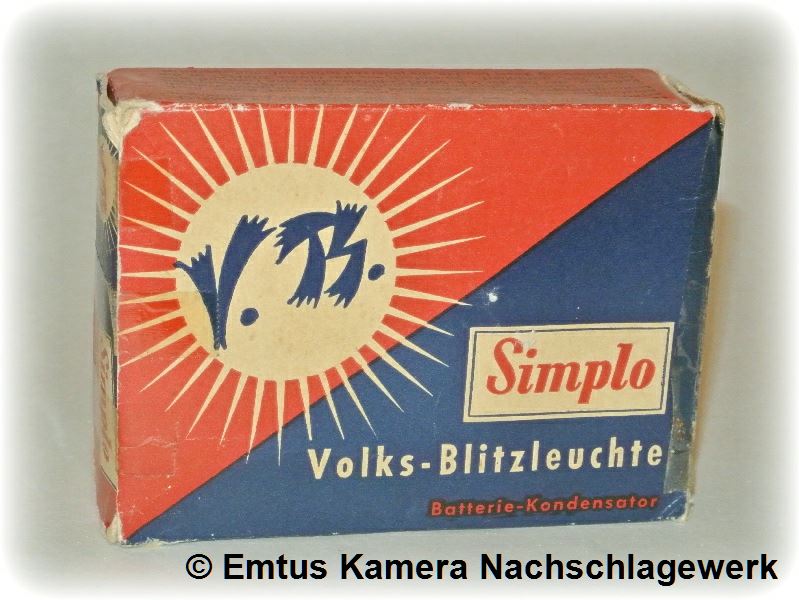 V. B.
Simplo
Volks-Blitzleuchte
Batterie-Kondensator
© Emtus Kamera Nachschlagewerk